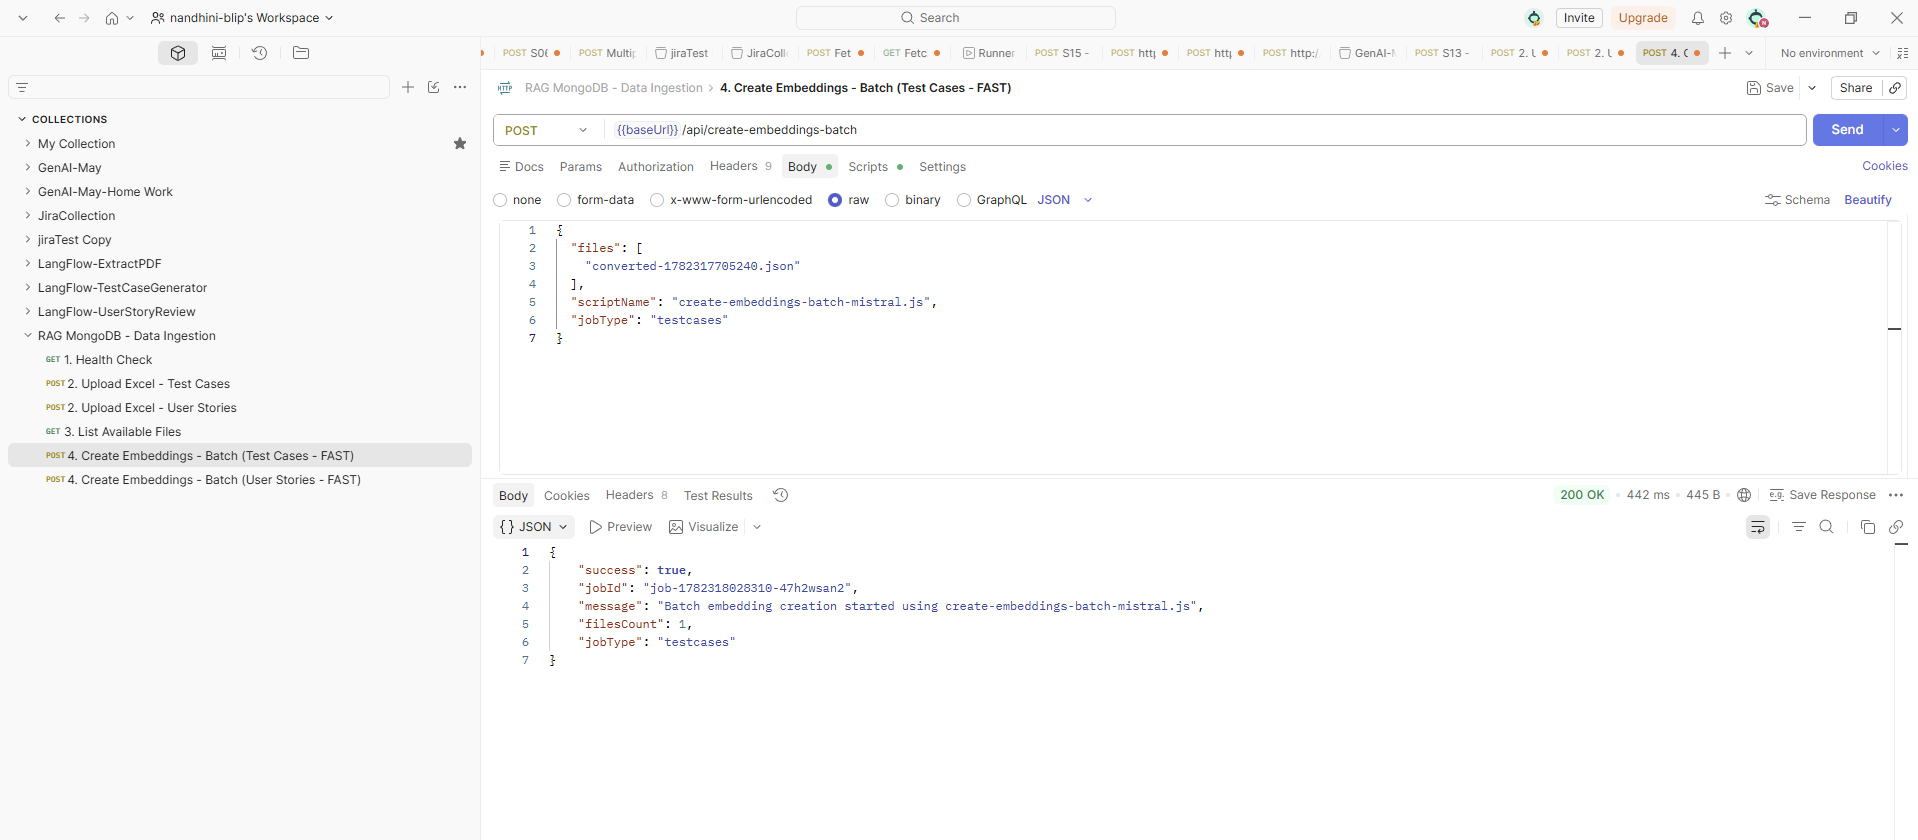 nandhini-blip's Workspace
Search
Invite
Upgrade
POST S0
POST Multip
jiraTest
JiraColl
POST Fet
GET Fetc
Runner
POST S15 -
POST http
POST http
POST http:/
GenAI-M
POST S13 -
POST 2. U
POST 2. U
POST 4. C
No environment
COLLECTIONS
My Collection
GenAI-May
GenAI-May-Home Work
JiraCollection
jiraTest Copy
LangFlow-ExtractPDF
LangFlow-TestCaseGenerator
LangFlow-UserStoryReview
RAG MongoDB - Data Ingestion
GET 1. Health Check
POST 2. Upload Excel - Test Cases
POST 2. Upload Excel - User Stories
GET 3. List Available Files
POST 4. Create Embeddings - Batch (Test Cases - FAST)
POST 4. Create Embeddings - Batch (User Stories - FAST)
HTTP RAG MongoDB - Data Ingestion > 4. Create Embeddings - Batch (Test Cases - FAST)
Save
Share
POST {{baseUrl}} /api/create-embeddings-batch
Send
Docs Params Authorization Headers 9 Body Scripts Settings
Cookies
none form-data x-www-form-urlencoded raw binary GraphQL JSON
Schema Beautify
1 {
2 "files": [
3 "converted-1782317705240.json"
4 ],
5 "scriptName": "create-embeddings-batch-mistral.js",
6 "jobType": "testcases"
7 }
Body Cookies Headers 8 Test Results
200 OK • 442 ms • 445 B
e.g. Save Response
{} JSON Preview Visualize
1 {
2 "success": true,
3 "jobId": "job-1782318028310-47h2wsan2",
4 "message": "Batch embedding creation started using create-embeddings-batch-mistral.js",
5 "filesCount": 1,
6 "jobType": "testcases"
7 }